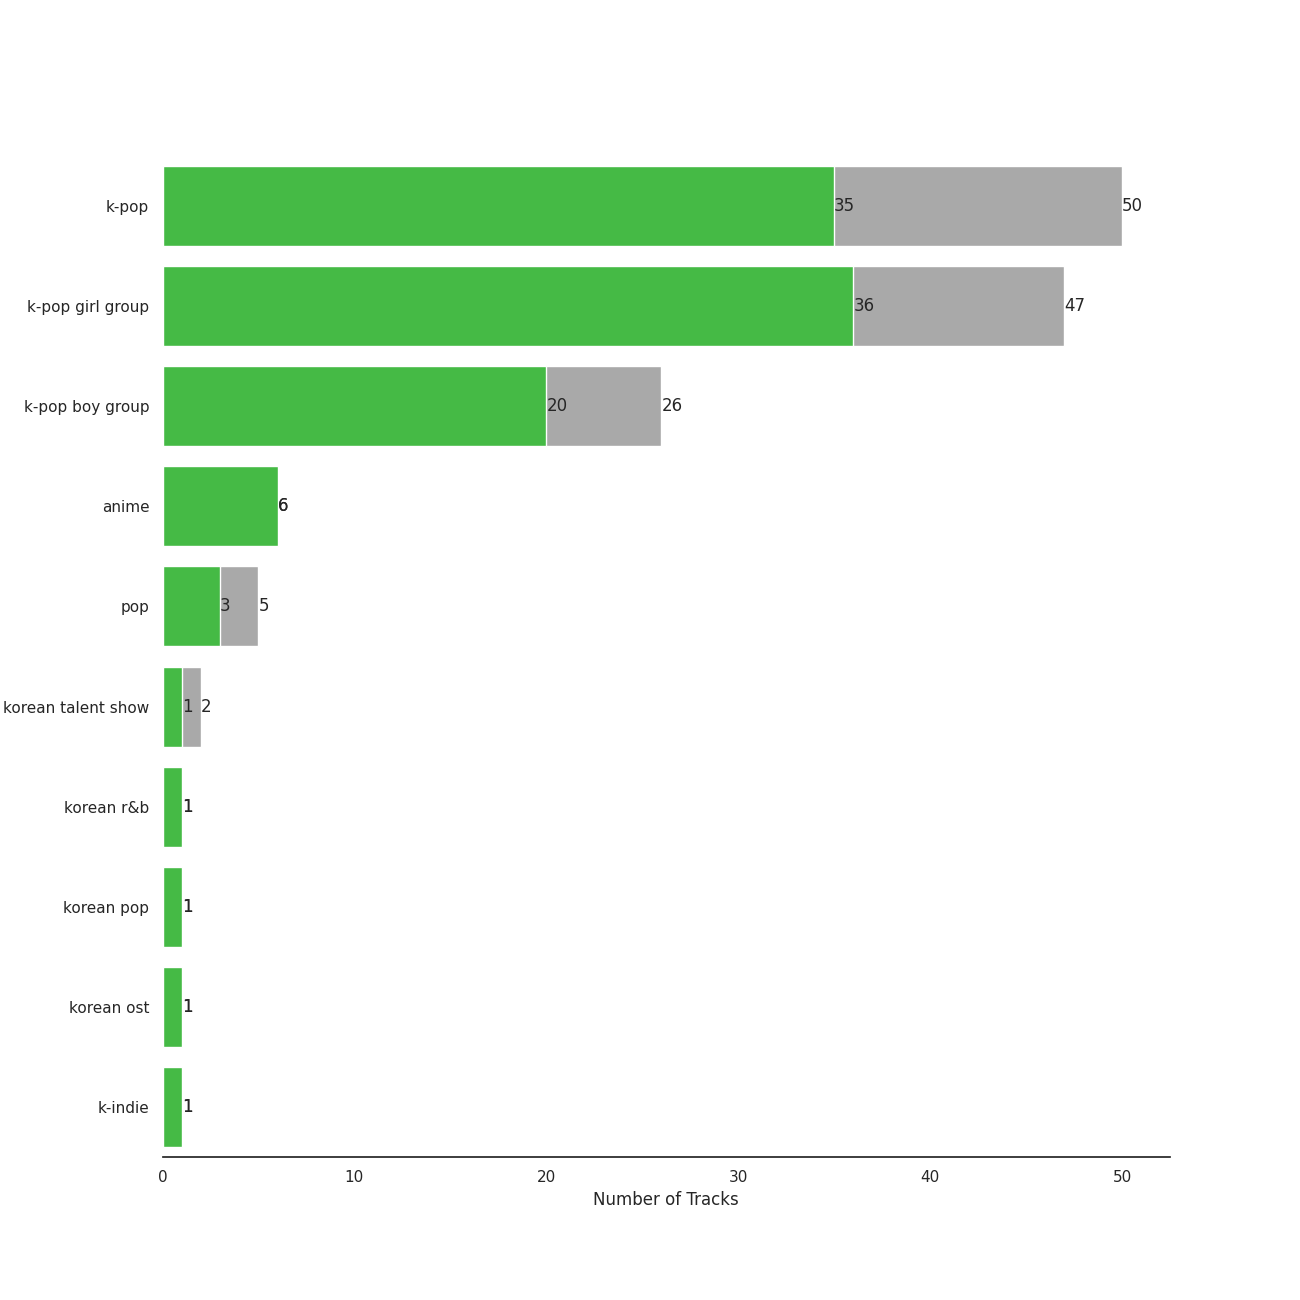 k-pop 35 50
k-pop girl group 36 47
k-pop boy group 20 26
anime 6
pop 3 5
korean talent show 1 2
korean r&b 1
korean pop 1
korean ost 1
k-indie 1
0 10 20 30 40 50
Number of Tracks